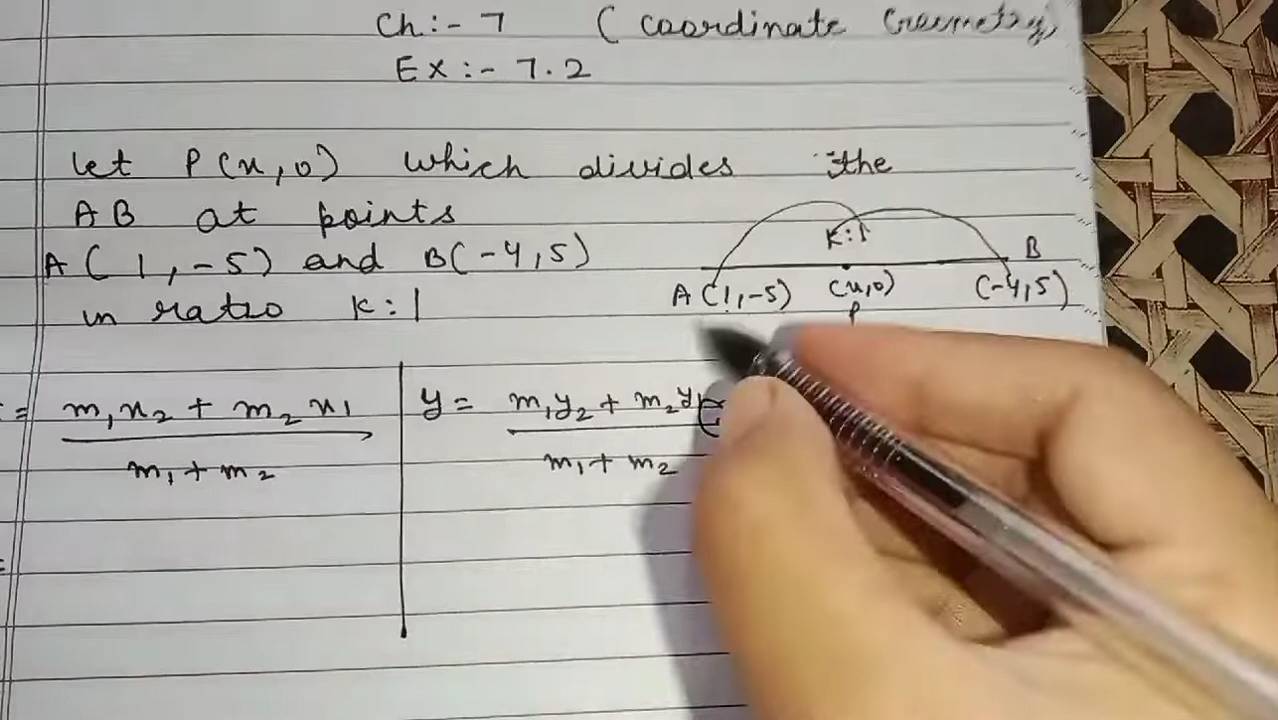 Ch:- 7 (Coordinate Geometry)
Ex:- 7.2
let P(x,0) which divides the
AB at points
A(1,-5) and B(-4,5)
in ratio K:1
K:1
B
A(1,-5) (x,0) (-4,5)
P
= m₁x₂ + m₂x₁ / m₁ + m₂
y = m₁y₂ + m₂y₁ / m₁ + m₂
=